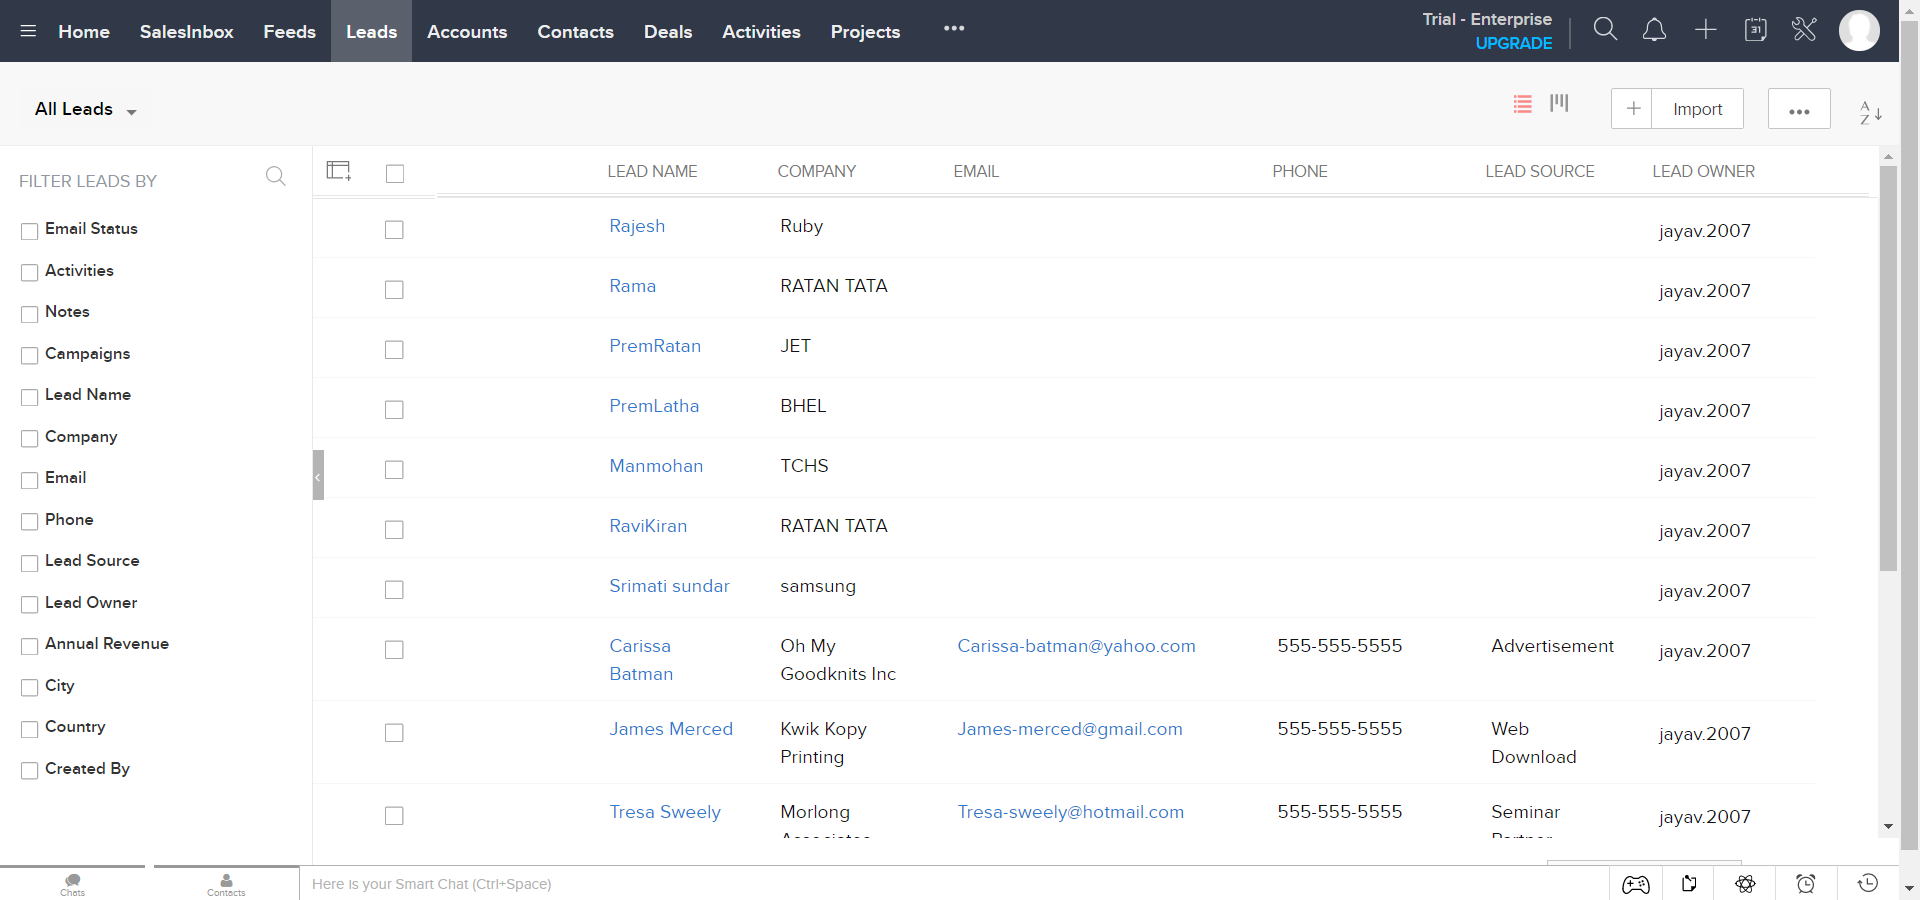 Home SalesInbox Feeds Leads Accounts Contacts Deals Activities Projects ••• Trial - Enterprise
UPGRADE
31
All Leads
+ Import ••• A Z
FILTER LEADS BY
Email Status
Activities
Notes
Campaigns
Lead Name
Company
Email
Phone
Lead Source
Lead Owner
Annual Revenue
City
Country
Created By
LEAD NAME COMPANY EMAIL PHONE LEAD SOURCE LEAD OWNER
Rajesh Ruby jayav.2007
Rama RATAN TATA jayav.2007
PremRatan JET jayav.2007
PremLatha BHEL jayav.2007
Manmohan TCHS jayav.2007
RaviKiran RATAN TATA jayav.2007
Srimati sundar samsung jayav.2007
Carissa Oh My Carissa-batman@yahoo.com 555-555-5555 Advertisement jayav.2007
Batman Goodknits Inc
James Merced Kwik Kopy James-merced@gmail.com 555-555-5555 Web jayav.2007
Printing Download
Tresa Sweely Morlong Tresa-sweely@hotmail.com 555-555-5555 Seminar jayav.2007
Chats Contacts Here is your Smart Chat (Ctrl+Space)